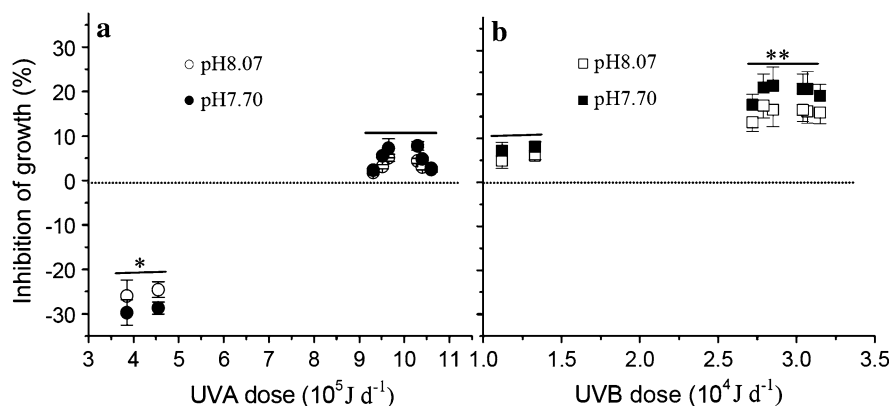 a
b
30
20
10
0
-10
-20
-30
Inhibition of growth (%)
pH8.07
pH7.70
*
3 4 5 6 7 8 9 10 11
UVA dose (10⁵J d⁻¹)
pH8.07
pH7.70
**
1.0 1.5 2.0 2.5 3.0 3.5
UVB dose (10⁴J d⁻¹)